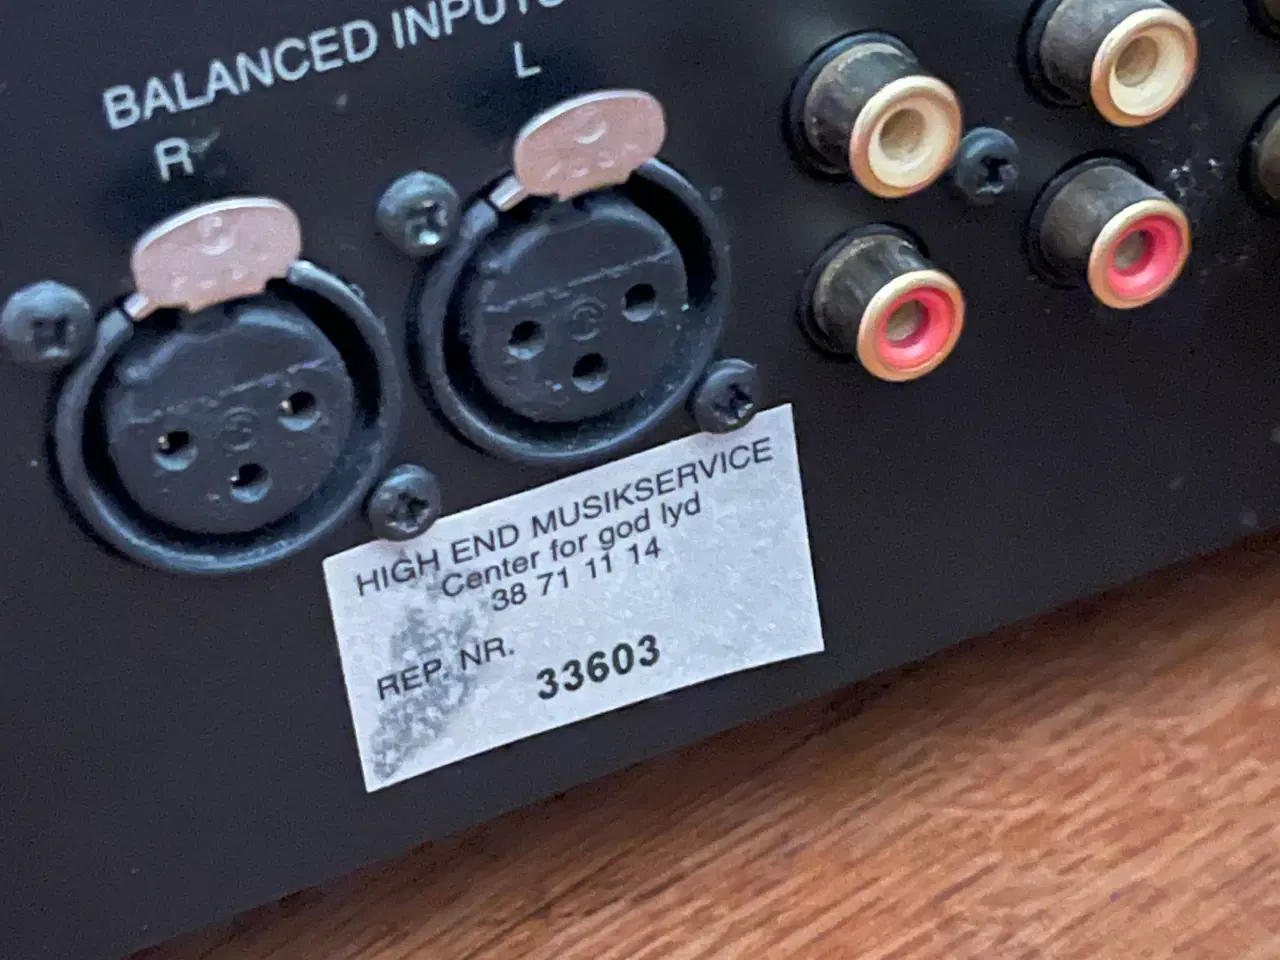 BALANCED INPUTS
R
L
HIGH END MUSIKSERVICE
Center for god lyd
38 71 11 14
REP. NR.
33603